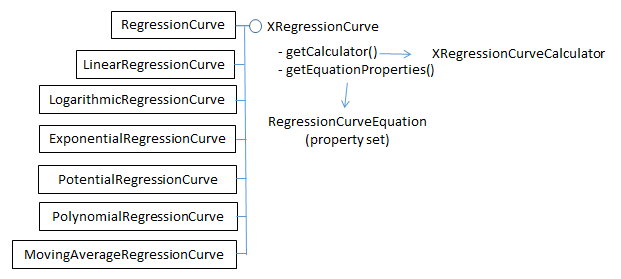 RegressionCurve
XRegressionCurve
- getCalculator()
XRegressionCurveCalculator
LinearRegressionCurve
- getEquationProperties()
LogarithmicRegressionCurve
RegressionCurveEquation
(property set)
ExponentialRegressionCurve
PotentialRegressionCurve
PolynomialRegressionCurve
MovingAverageRegressionCurve